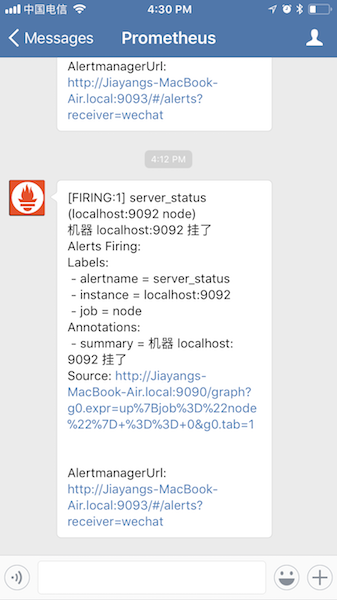 中国电信 4:30 PM
Messages Prometheus
AlertmanagerUrl:
http://Jiayangs-MacBook-
Air.local:9093/#/alerts?
receiver=wechat
4:12 PM
[FIRING:1] server_status
(localhost:9092 node)
机器 localhost:9092 挂了
Alerts Firing:
Labels:
- alertname = server_status
- instance = localhost:9092
- job = node
Annotations:
- summary = 机器 localhost:
9092 挂了
Source: http://Jiayangs-
MacBook-Air.local:9090/graph?
g0.expr=up%7Bjob%3D%22node
%22%7D+%3D%3D+0&g0.tab=1
AlertmanagerUrl:
http://Jiayangs-MacBook-
Air.local:9093/#/alerts?
receiver=wechat